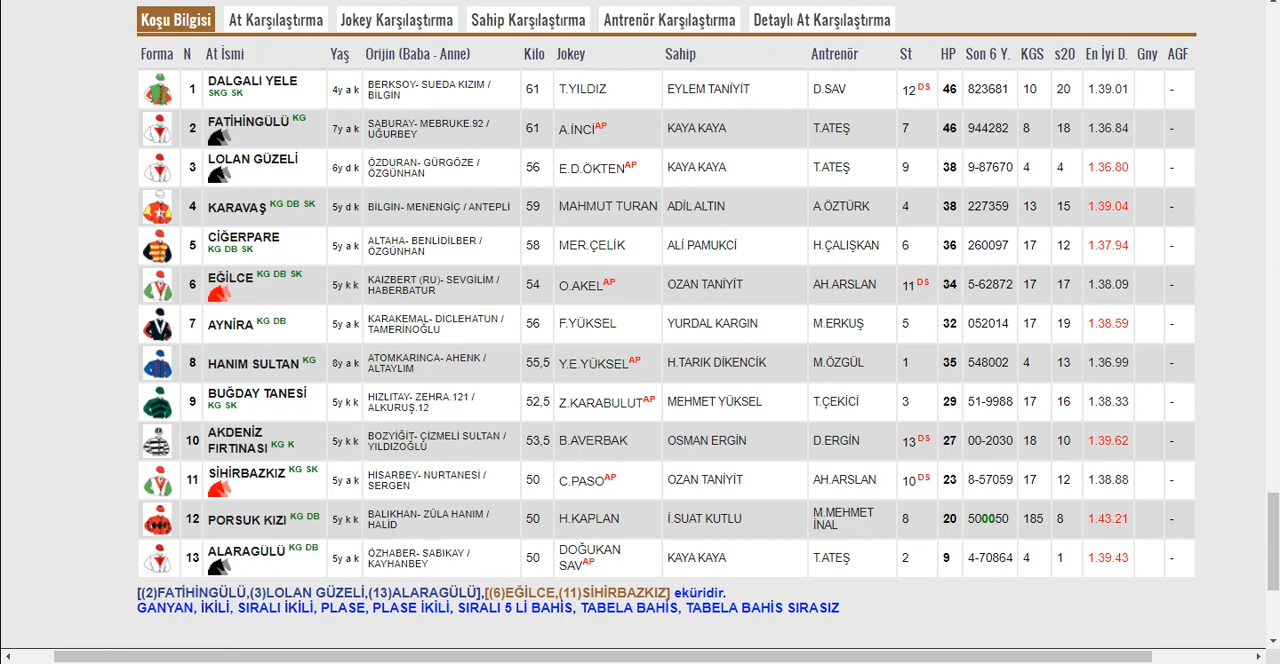 Koşu Bilgisi At Karşılaştırma Jokey Karşılaştırma Sahip Karşılaştırma Antrenör Karşılaştırma Detaylı At Karşılaştırma
Forma N At İsmi Yaş Orijin (Baba - Anne) Kilo Jokey Sahip Antrenör St HP Son 6 Y. KGS s20 En İyi D. Gny AGF
1 DALGALI YELE SKG SK 4y a k BERKSOY- SUEDA KIZIM / BILGIN 61 T.YILDIZ EYLEM TANİYİT D.SAV 12 DS 46 823681 10 20 1.39.01 -
2 FATİHİNGÜLÜ KG 7y a k SABURAY- MEBRUKE.92 / UĞURBEY 61 A.İNCİ AP KAYA KAYA T.ATEŞ 7 46 944282 3 18 1.36.84 -
3 LOLAN GÜZELİ 6y d k ÖZDURAN- GÜRGÖZE / ÖZGÜNHAN 56 E.D.ÖKTEN AP KAYA KAYA T.ATEŞ 9 38 9-87670 4 4 1.36.80 -
4 KARAVAŞ KG DB SK 5y d k BİLGİN- MENENGİÇ / ANTEPLİ 59 MAHMUT TURAN ADİL ALTIN A.ÖZTÜRK 4 38 227359 13 15 1.39.04 -
5 CİĞERPARE KG DB SK 5y a k ALTAHA- BENLİDİLBER / ÖZGÜNHAN 58 MER.ÇELİK ALİ PAMUKCİ H.ÇALIŞKAN 6 36 260097 17 12 1.37.94 -
6 EĞİLCE KG DB SK 5y k k KAIZBERT (RU)- SEVGİLİM / HABERBATUR 54 O.AKEL AP OZAN TANİYİT AH.ARSLAN 11 DS 34 5-62872 17 17 1.38.09 -
7 AYNİRA KG DB 5y a k KARAKEMAL- DİCLEHATUN / TAMERİNOĞLU 56 F.YÜKSEL YURDAL KARGIN M.ERKUŞ 5 32 052014 17 19 1.38.59 -
8 HANIM SULTAN KG 8y a k ATOMKARINCA- AHENK / ALTAYLIM 55,5 Y.E.YÜKSEL AP H.TARIK DİKENCİK M.ÖZGÜL 1 35 548002 4 13 1.36.99 -
9 BUĞDAY TANESİ KG SK 5y k k HIZLITAY- ZEHRA.121 / ALKURUŞ.12 52,5 Z.KARABULUT AP MEHMET YÜKSEL T.ÇEKİCİ 3 29 51-9988 17 16 1.38.33 -
10 AKDENİZ FIRTINASI KG K 5y k k BOZYİĞİT- ÇİZMELİ SULTAN / YILDIZOĞLU 53,5 B.AVERBAK OSMAN ERGİN D.ERGİN 13 DS 27 00-2030 18 10 1.39.62 -
11 SİHİRBAZKIZ KG SK 5y a k HİSARBEY- NURTANESİ / SERGEN 50 C.PASO AP OZAN TANİYİT AH.ARSLAN 10 DS 23 8-57059 17 12 1.38.88 -
12 PORSUK KIZI KG DB 5y k k BALIKHAN- ZÜLA HANIM / HALİD 50 H.KAPLAN İ.SUAT KUTLU M.MEHMET İNAL 8 20 500050 185 8 1.43.21 -
13 ALARAGÜLÜ KG DB 5y a k ÖZHABER- SABIKAY / KAYHANBEY 50 DOĞUKAN SAV AP KAYA KAYA T.ATEŞ 2 9 4-70864 4 1 1.39.43 -
[(2)FATİHİNGÜLÜ,(3)LOLAN GÜZELİ,(13)ALARAGÜLÜ],[(6)EĞİLCE,(11)SİHİRBAZKIZ] eküridir.
GANYAN, İKİLİ, SIRALI İKİLİ, PLASE, PLASE İKİLİ, SIRALI 5 Lİ BAHİS, TABELA BAHİS, TABELA BAHİS SIRASIZ